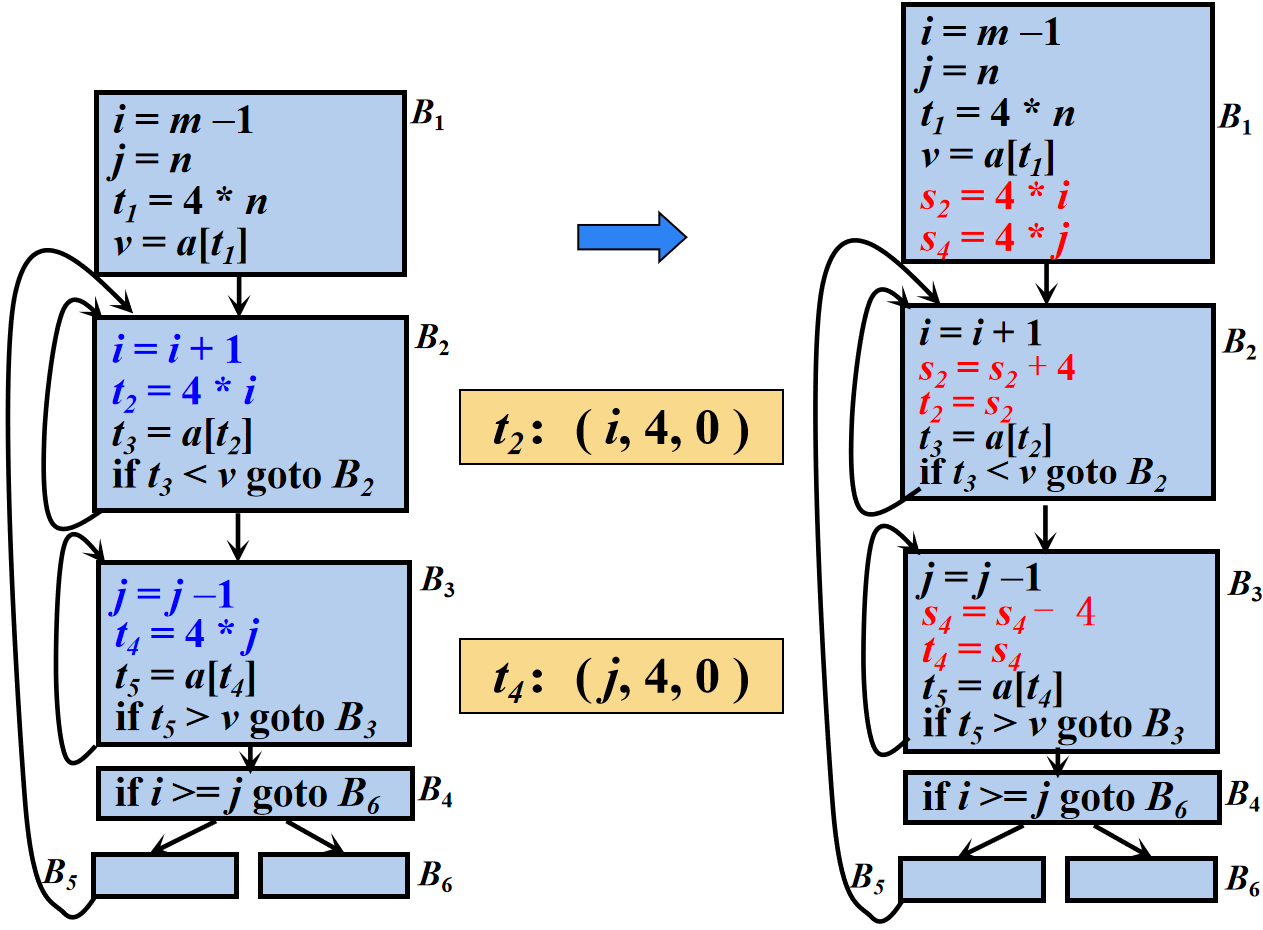 i = m –1
j = n
t₁ = 4 * n
v = a[t₁]
B₁
i = i + 1
t₂ = 4 * i
t₃ = a[t₂]
if t₃ < v goto B₂
B₂
j = j –1
t₄ = 4 * j
t₅ = a[t₄]
if t₅ > v goto B₃
B₃
if i >= j goto B₆
B₄
B₅
B₆
t₂: ( i, 4, 0 )
t₄: ( j, 4, 0 )
i = m –1
j = n
t₁ = 4 * n
v = a[t₁]
s₂ = 4 * i
s₄ = 4 * j
B₁
i = i + 1
s₂ = s₂ + 4
t₂ = s₂
t₃ = a[t₂]
if t₃ < v goto B₂
B₂
j = j –1
s₄ = s₄ – 4
t₄ = s₄
t₅ = a[t₄]
if t₅ > v goto B₃
B₃
if i >= j goto B₆
B₄
B₅
B₆